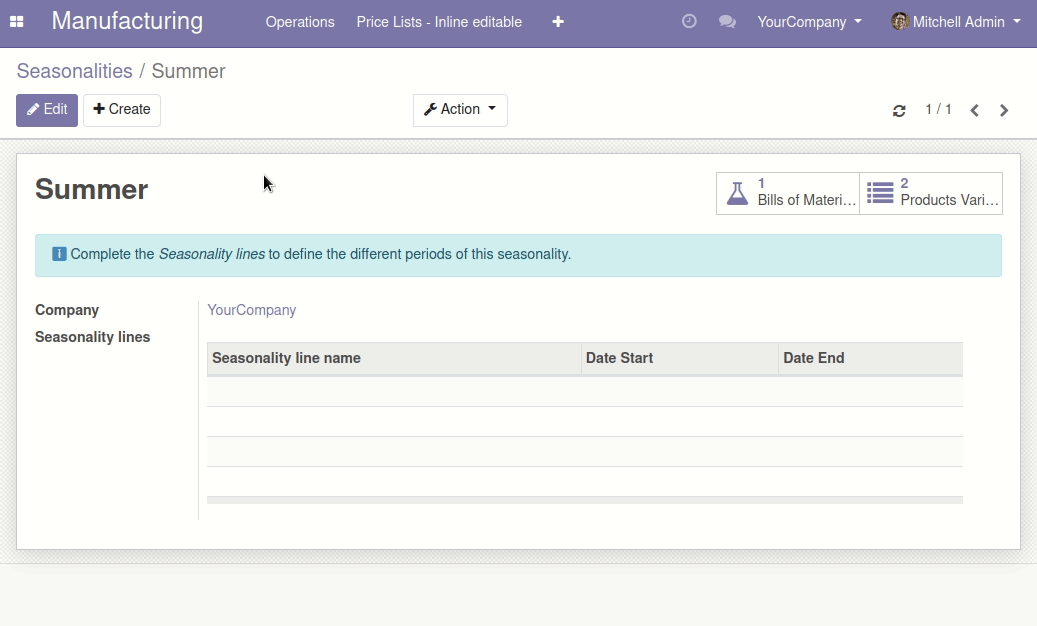 Manufacturing Operations Price Lists - Inline editable YourCompany Mitchell Admin
Seasonalities / Summer
Edit Create Action 1 / 1
Summer
1
Bills of Materi...
2
Products Vari...
Complete the Seasonality lines to define the different periods of this seasonality.
Company YourCompany
Seasonality lines
Seasonality line name Date Start Date End